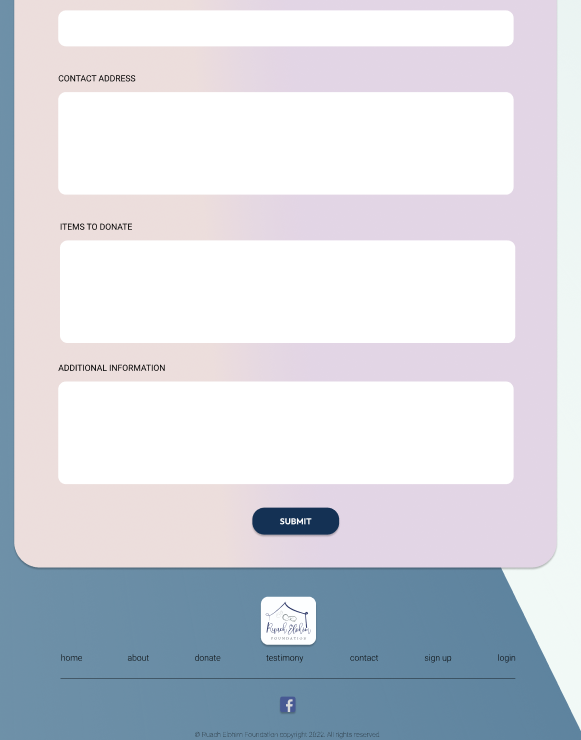 CONTACT ADDRESS
ITEMS TO DONATE
ADDITIONAL INFORMATION
SUBMIT
Elohim
FOUNDATION
home about donate testimony contact sign up login
f
© Ruach Elohim Foundation copyright 2022. All rights reserved.